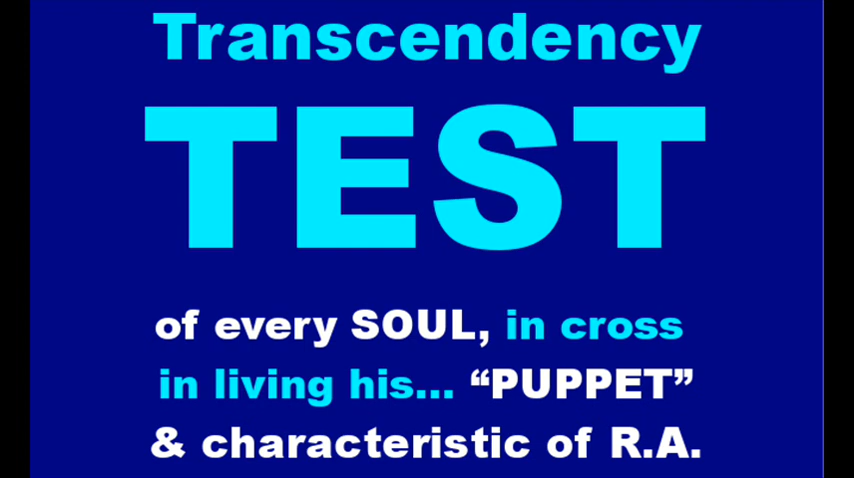 Transcendency
TEST
of every SOUL, in cross
in living his... “PUPPET”
& characteristic of R.A.